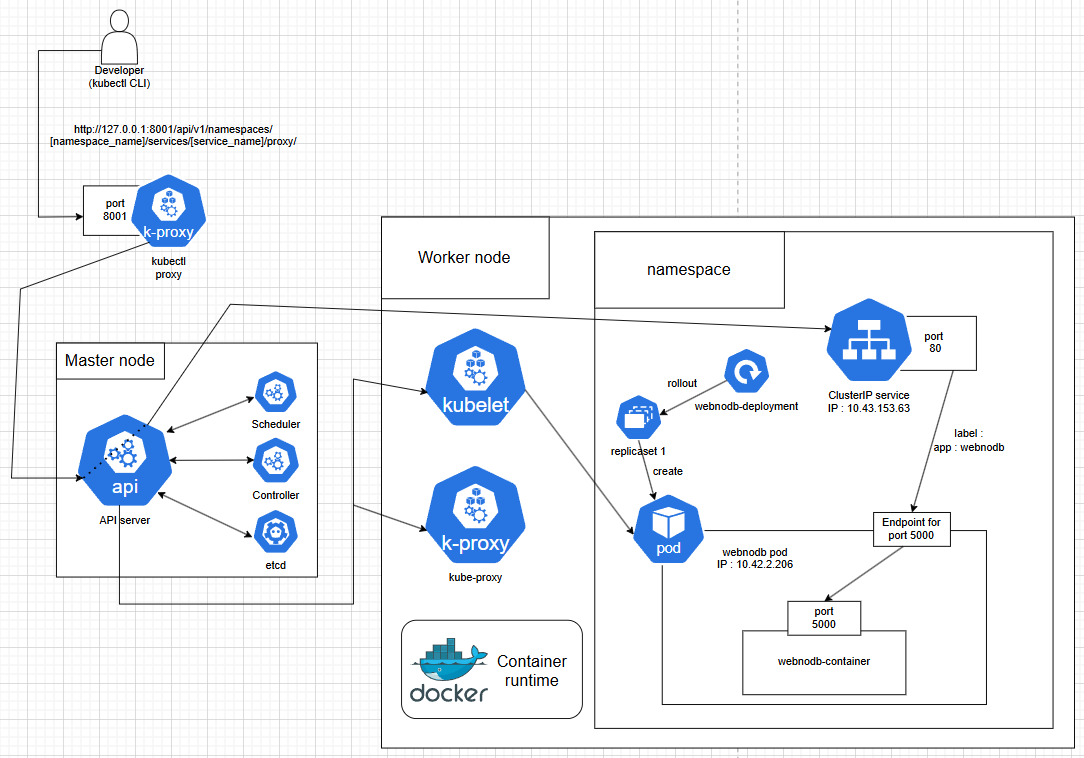 Developer
(kubectl CLI)
http://127.0.0.1:8001/api/v1/namespaces/
[namespace_name]/services/[service_name]/proxy/
port
8001
k-proxy
kubectl
proxy
Worker node
namespace
port
80
ClusterIP service
IP : 10.43.153.63
Master node
kubelet
rollout
webnodb-deployment
Scheduler
replicaset 1
label :
app : webnodb
create
api
API server
Controller
k-proxy
kube-proxy
pod
Endpoint for
port 5000
etcd
webnodb pod
IP : 10.42.2.206
port
5000
docker
Container
runtime
webnodb-container